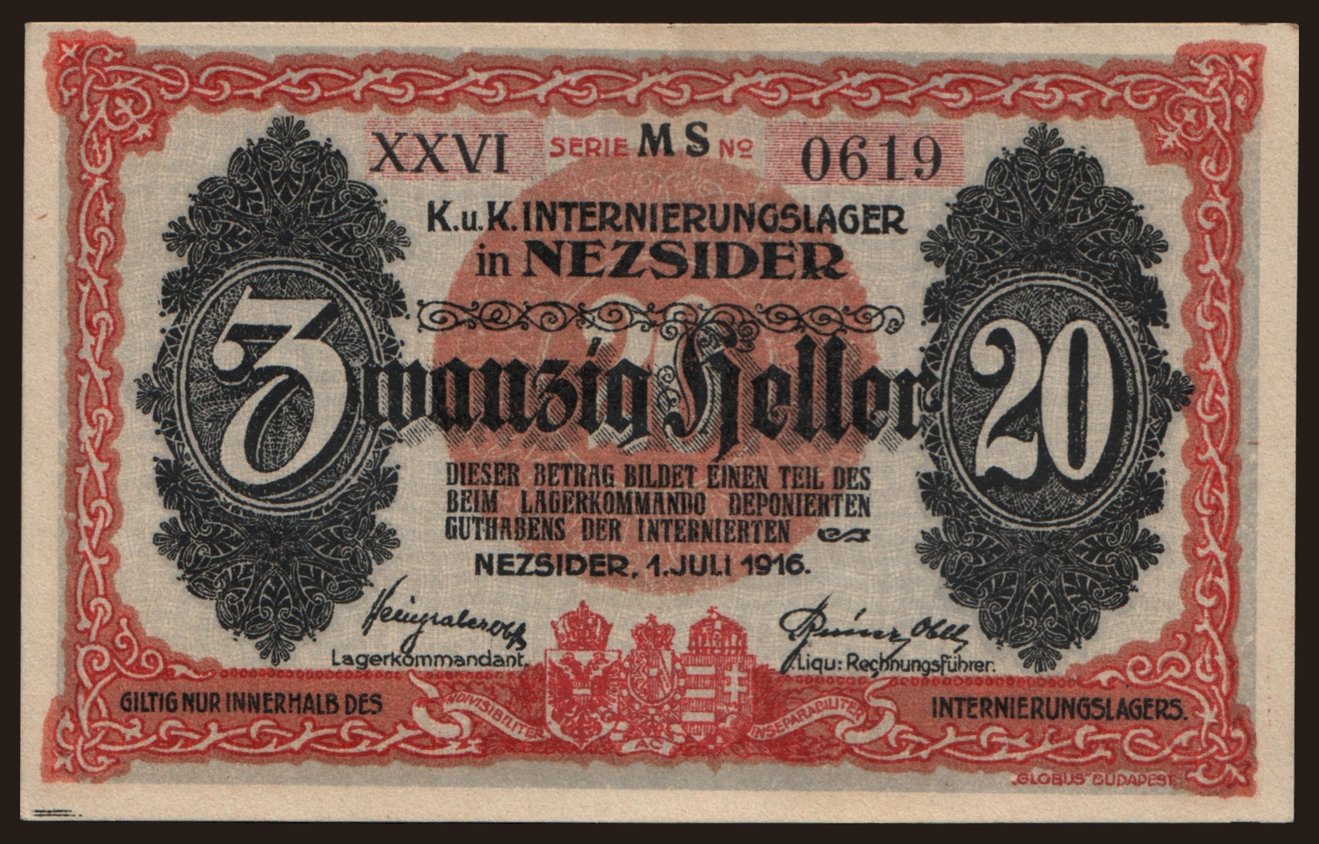 XXVI SERIE MS No 0619
K.u.K. INTERNIERUNGSLAGER
in NEZSIDER
20
Zwanzig Heller 20
DIESER BETRAG BILDET EINEN TEIL DES
BEIM LAGERKOMMANDO DEPONIERTEN
GUTHABENS DER INTERNIERTEN
NEZSIDER, 1. JULI 1916.
Lagerkommandant. Liqu: Rechnungsführer.
GILTIG NUR INNERHALB DES INTERNIERUNGSLAGERS.
INDIVISIBILITER AC INSEPARABILITER
„GLOBUS" BUDAPEST